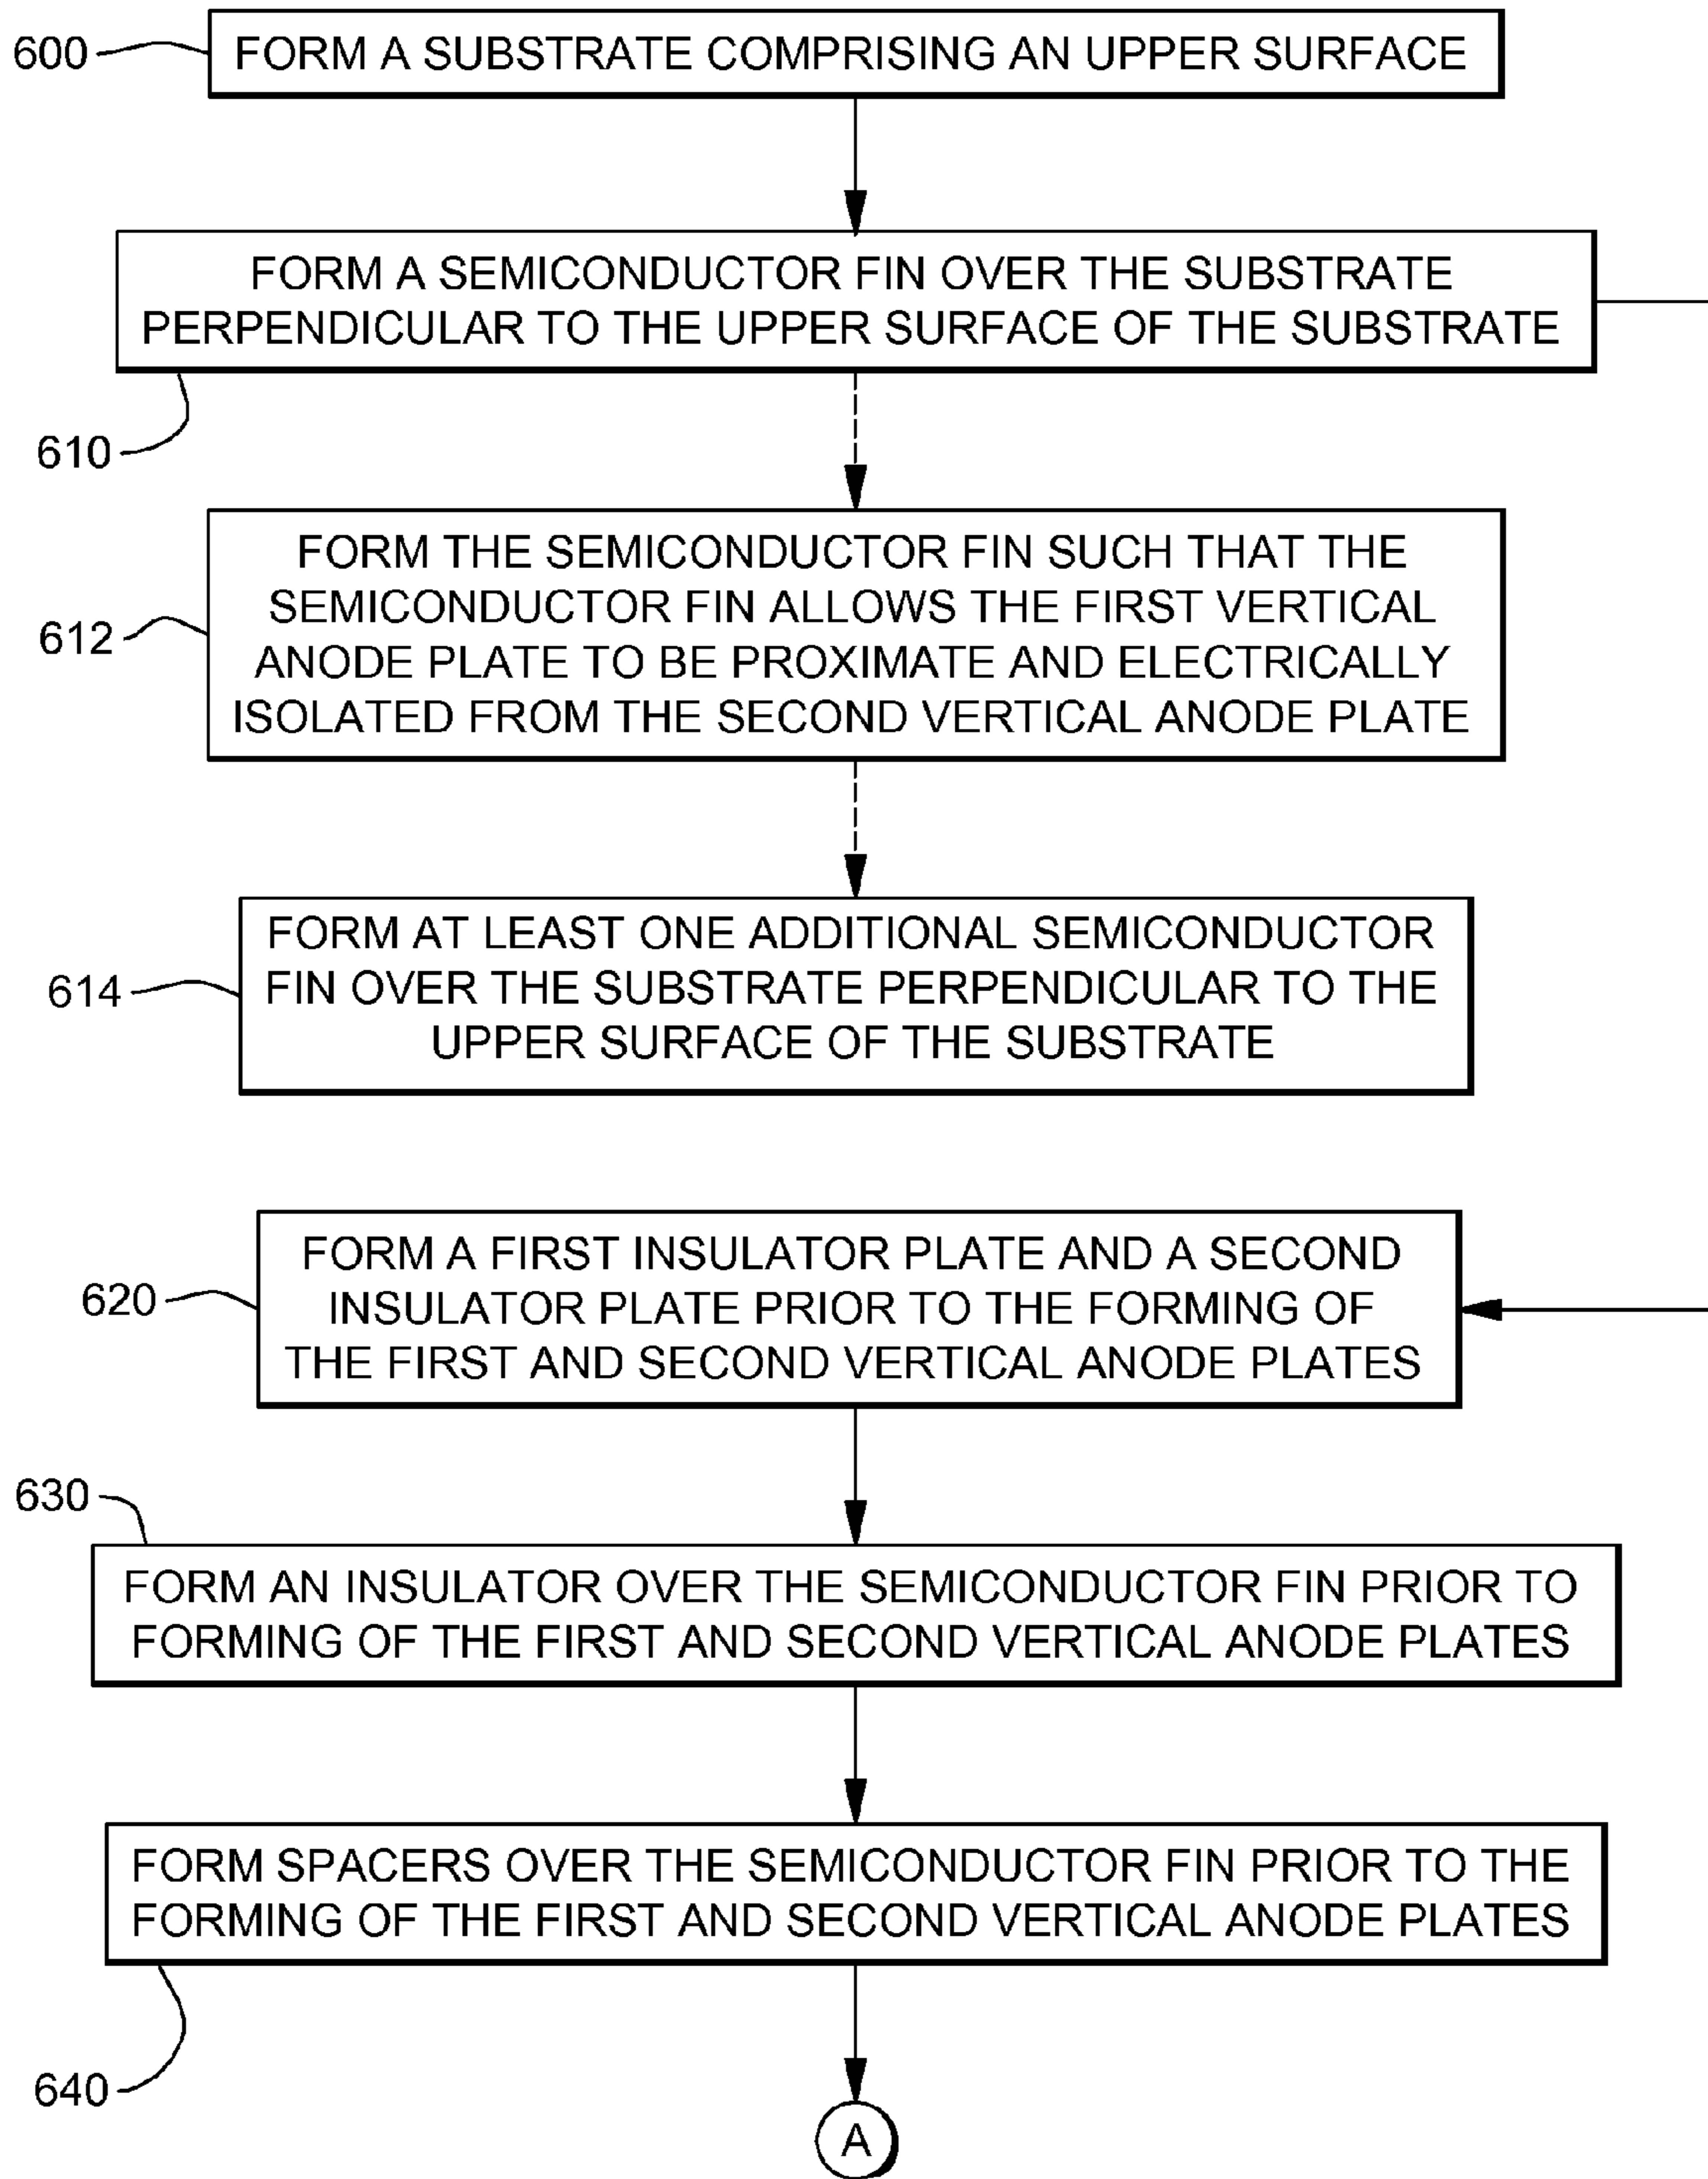 600
FORM A SUBSTRATE COMPRISING AN UPPER SURFACE
FORM A SEMICONDUCTOR FIN OVER THE SUBSTRATE
PERPENDICULAR TO THE UPPER SURFACE OF THE SUBSTRATE
610
FORM THE SEMICONDUCTOR FIN SUCH THAT THE
SEMICONDUCTOR FIN ALLOWS THE FIRST VERTICAL
ANODE PLATE TO BE PROXIMATE AND ELECTRICALLY
ISOLATED FROM THE SECOND VERTICAL ANODE PLATE
612
FORM AT LEAST ONE ADDITIONAL SEMICONDUCTOR
FIN OVER THE SUBSTRATE PERPENDICULAR TO THE
UPPER SURFACE OF THE SUBSTRATE
614
FORM A FIRST INSULATOR PLATE AND A SECOND
INSULATOR PLATE PRIOR TO THE FORMING OF
THE FIRST AND SECOND VERTICAL ANODE PLATES
620
630
FORM AN INSULATOR OVER THE SEMICONDUCTOR FIN PRIOR TO
FORMING OF THE FIRST AND SECOND VERTICAL ANODE PLATES
FORM SPACERS OVER THE SEMICONDUCTOR FIN PRIOR TO THE
FORMING OF THE FIRST AND SECOND VERTICAL ANODE PLATES
640
A